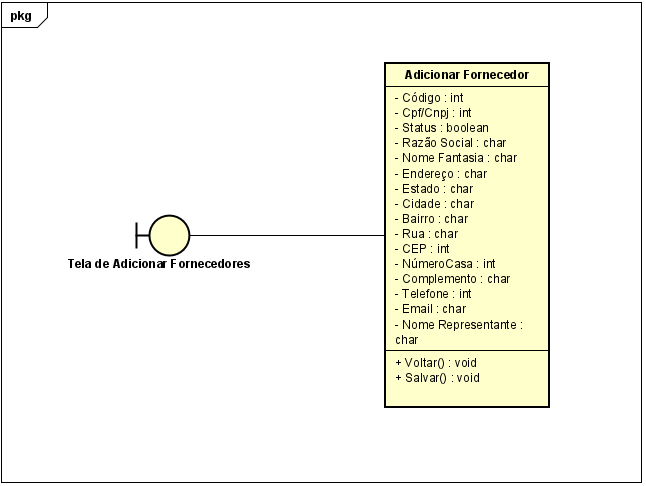 pkg
Adicionar Fornecedor
- Código : int
- Cpf/Cnpj : int
- Status : boolean
- Razão Social : char
- Nome Fantasia : char
- Endereço : char
- Estado : char
- Cidade : char
- Bairro : char
- Rua : char
- CEP : int
- NúmeroCasa : int
- Complemento : char
- Telefone : int
- Email : char
- Nome Representante :
char
+ Voltar() : void
+ Salvar() : void
Tela de Adicionar Fornecedores